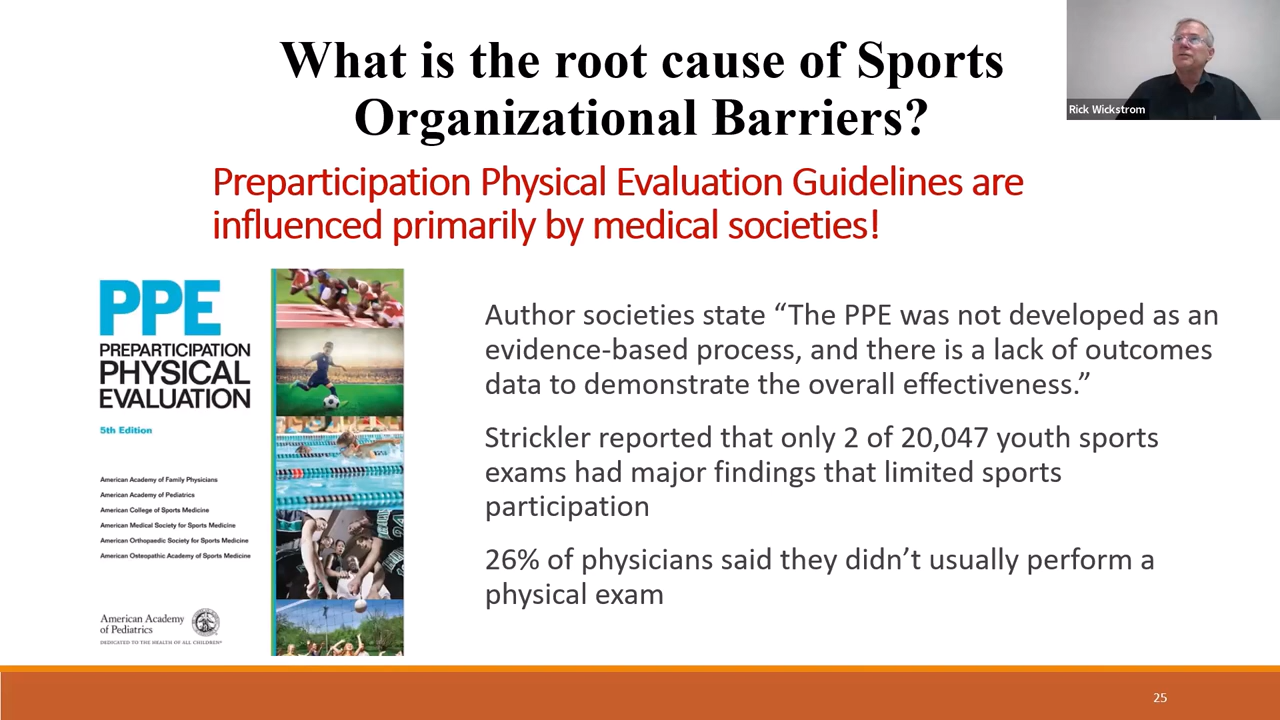 What is the root cause of Sports
Organizational Barriers?
Rick Wickstrom
Preparticipation Physical Evaluation Guidelines are
influenced primarily by medical societies!
PPE
PREPARTICIPATION
PHYSICAL
EVALUATION
5th Edition
American Academy of Family Physicians
American Academy of Pediatrics
American College of Sports Medicine
American Medical Society for Sports Medicine
American Orthopaedic Society for Sports Medicine
American Osteopathic Academy of Sports Medicine
American Academy
of Pediatrics
DEDICATED TO THE HEALTH OF ALL CHILDREN®
Author societies state “The PPE was not developed as an
evidence-based process, and there is a lack of outcomes
data to demonstrate the overall effectiveness.”
Strickler reported that only 2 of 20,047 youth sports
exams had major findings that limited sports
participation
26% of physicians said they didn’t usually perform a
physical exam
25